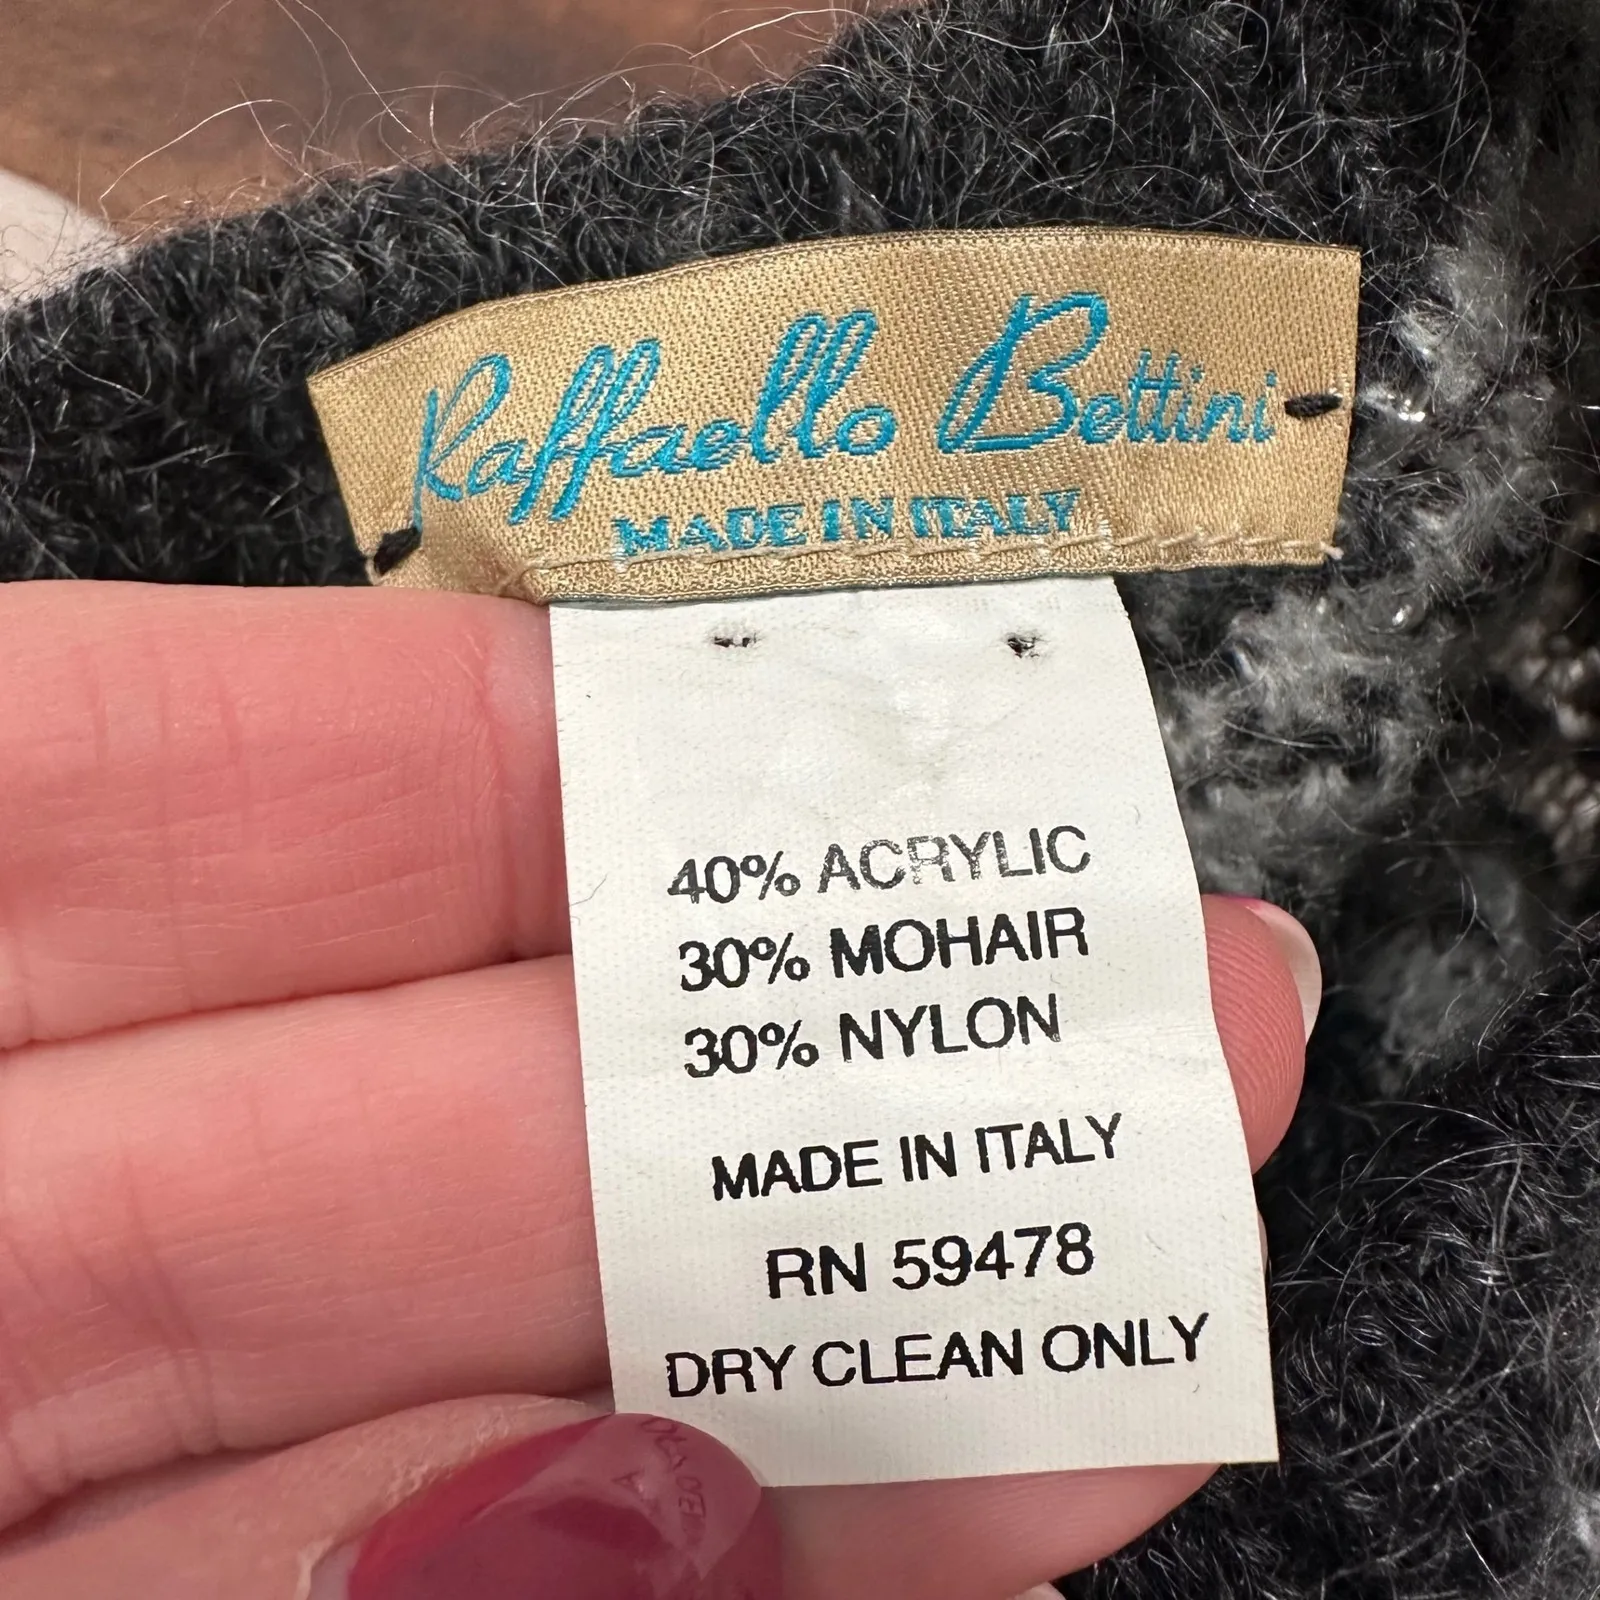 Raffaello Bettini
MADE IN ITALY
40% ACRYLIC
30% MOHAIR
30% NYLON
MADE IN ITALY
RN 59478
DRY CLEAN ONLY